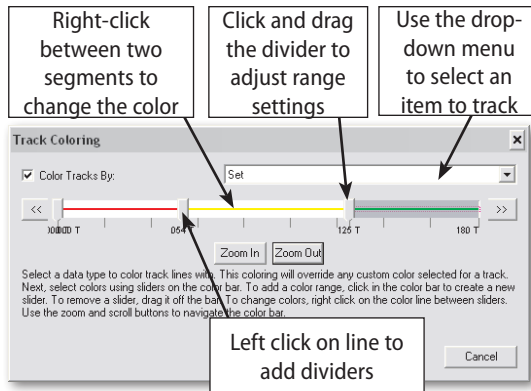 Right-click
between two
segments to
change the color
Click and drag
the divider to
adjust range
settings
Use the drop-
down menu
to select an
item to track
Track Coloring
Color Tracks By:
Set
<<
>>
T
054
125 T
180 T
Zoom In
Zoom Out
Select a data type to color track lines with. This coloring will override any custom color selected for a track.
Next, select colors using sliders on the color bar. To add a color range, click in the color bar to create a new
slider. To remove a slider, drag it off the bar. To change colors, right click on the color line between sliders.
Use the zoom and scroll buttons to navigate the color bar.
Left click on line to
add dividers
Cancel